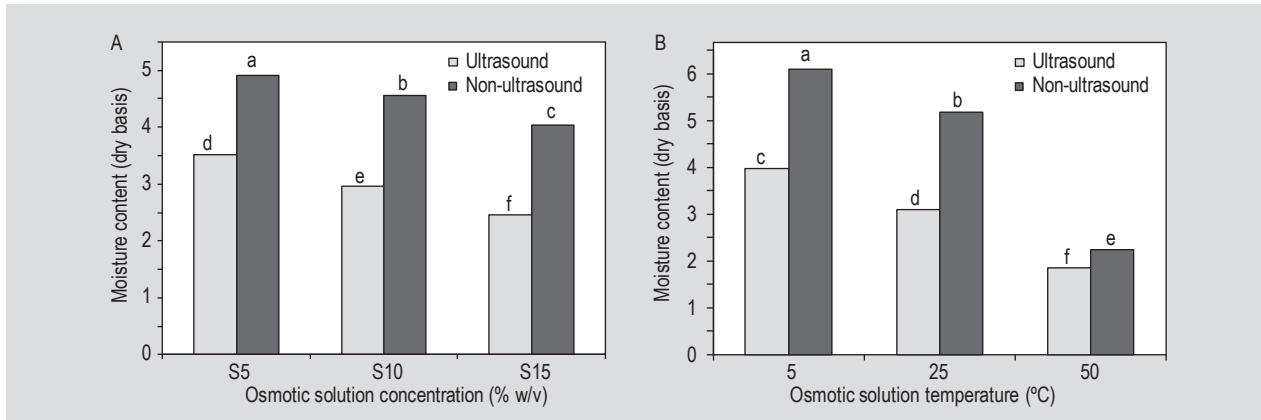 A
Ultrasound
Non-ultrasound
Moisture content (dry basis)
5
4
3
2
1
0
a
b
c
d
e
f
S5
S10
S15
Osmotic solution concentration (% w/v)
B
Ultrasound
Non-ultrasound
Moisture content (dry basis)
6
5
4
3
2
1
0
a
b
c
d
e
f
5
25
50
Osmotic solution temperature (ºC)